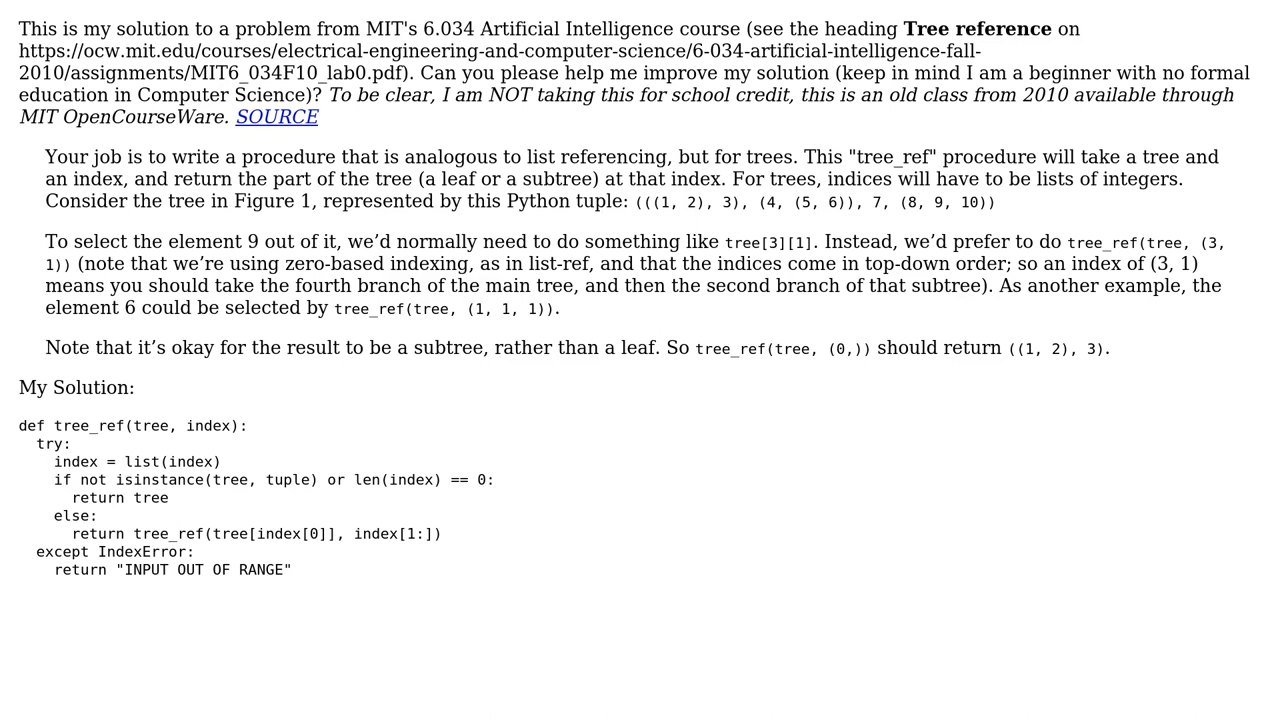 This is my solution to a problem from MIT's 6.034 Artificial Intelligence course (see the heading Tree reference on
https://ocw.mit.edu/courses/electrical-engineering-and-computer-science/6-034-artificial-intelligence-fall-
2010/assignments/MIT6_034F10_lab0.pdf). Can you please help me improve my solution (keep in mind I am a beginner with no formal
education in Computer Science)? To be clear, I am NOT taking this for school credit, this is an old class from 2010 available through
MIT OpenCourseWare. SOURCE
Your job is to write a procedure that is analogous to list referencing, but for trees. This "tree_ref" procedure will take a tree and
an index, and return the part of the tree (a leaf or a subtree) at that index. For trees, indices will have to be lists of integers.
Consider the tree in Figure 1, represented by this Python tuple: (((1, 2), 3), (4, (5, 6)), 7, (8, 9, 10))
To select the element 9 out of it, we’d normally need to do something like tree[3][1]. Instead, we’d prefer to do tree_ref(tree, (3,
1)) (note that we’re using zero-based indexing, as in list-ref, and that the indices come in top-down order; so an index of (3, 1)
means you should take the fourth branch of the main tree, and then the second branch of that subtree). As another example, the
element 6 could be selected by tree_ref(tree, (1, 1, 1)).
Note that it’s okay for the result to be a subtree, rather than a leaf. So tree_ref(tree, (0,)) should return ((1, 2), 3).
My Solution:
def tree_ref(tree, index):
  try:
    index = list(index)
    if not isinstance(tree, tuple) or len(index) == 0:
      return tree
    else:
      return tree_ref(tree[index[0]], index[1:])
  except IndexError:
    return "INPUT OUT OF RANGE"